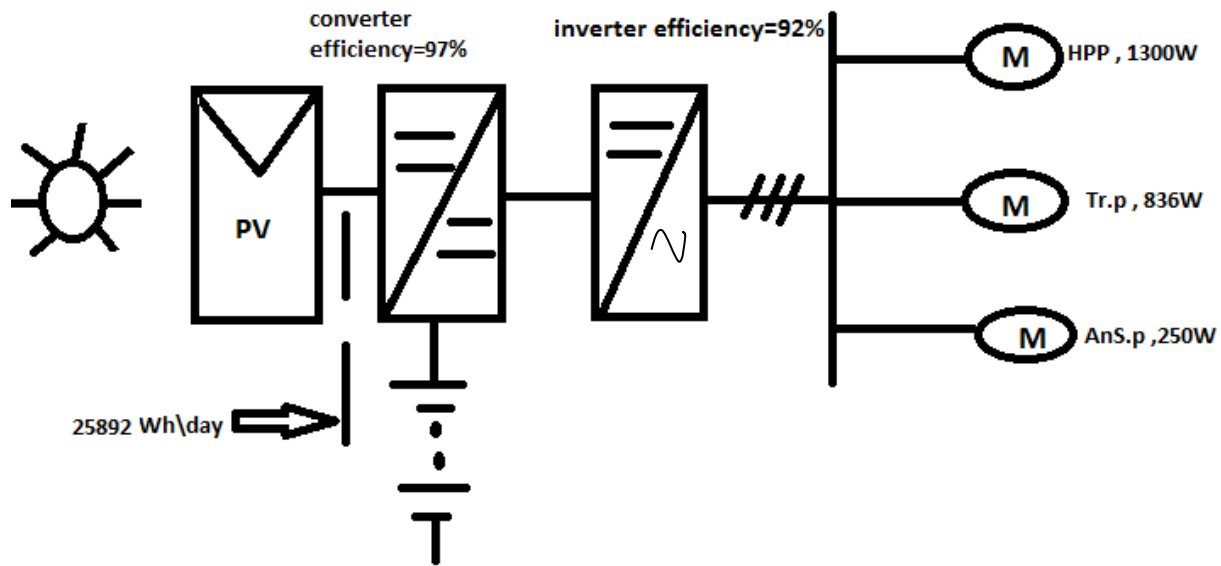 converter
efficiency=97%
inverter efficiency=92%
M
HPP , 1300W
PV
M
Tr.p , 836W
M
AnS.p ,250W
25892 Wh\day